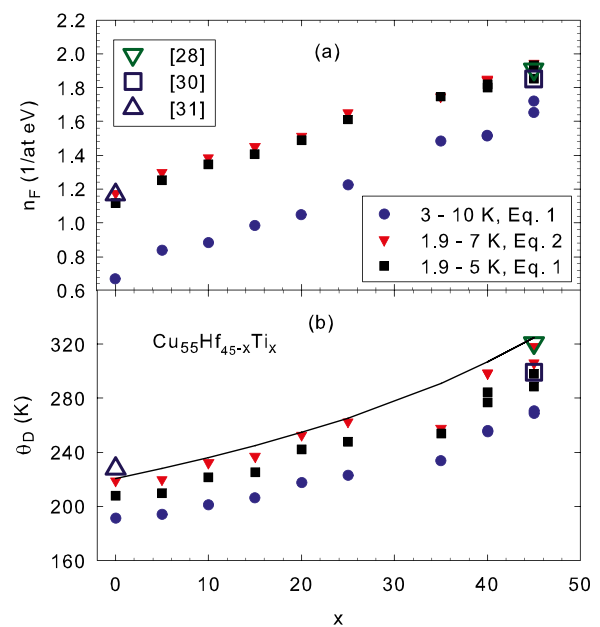 2.2
2.0
1.8
1.6
1.4
1.2
1.0
0.8
0.6
n_F (1/at eV)
(a)
[28]
[30]
[31]
3 - 10 K, Eq. 1
1.9 - 7 K, Eq. 2
1.9 - 5 K, Eq. 1
(b)
Cu₅₅Hf₄₅₋ₓTiₓ
320
280
240
200
160
θ_D (K)
0 10 20 30 40 50
x